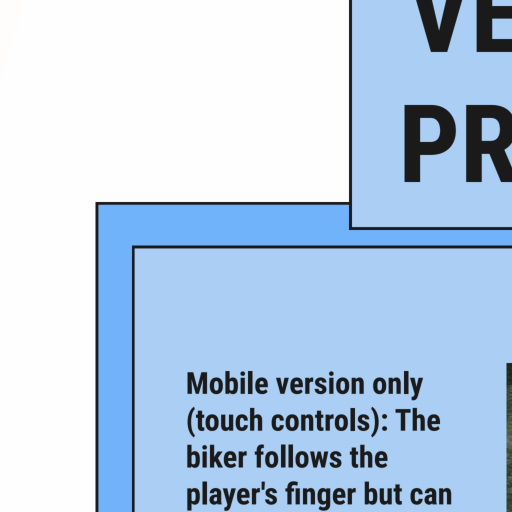 VE
PR
Mobile version only
(touch controls): The
biker follows the
player's finger but can